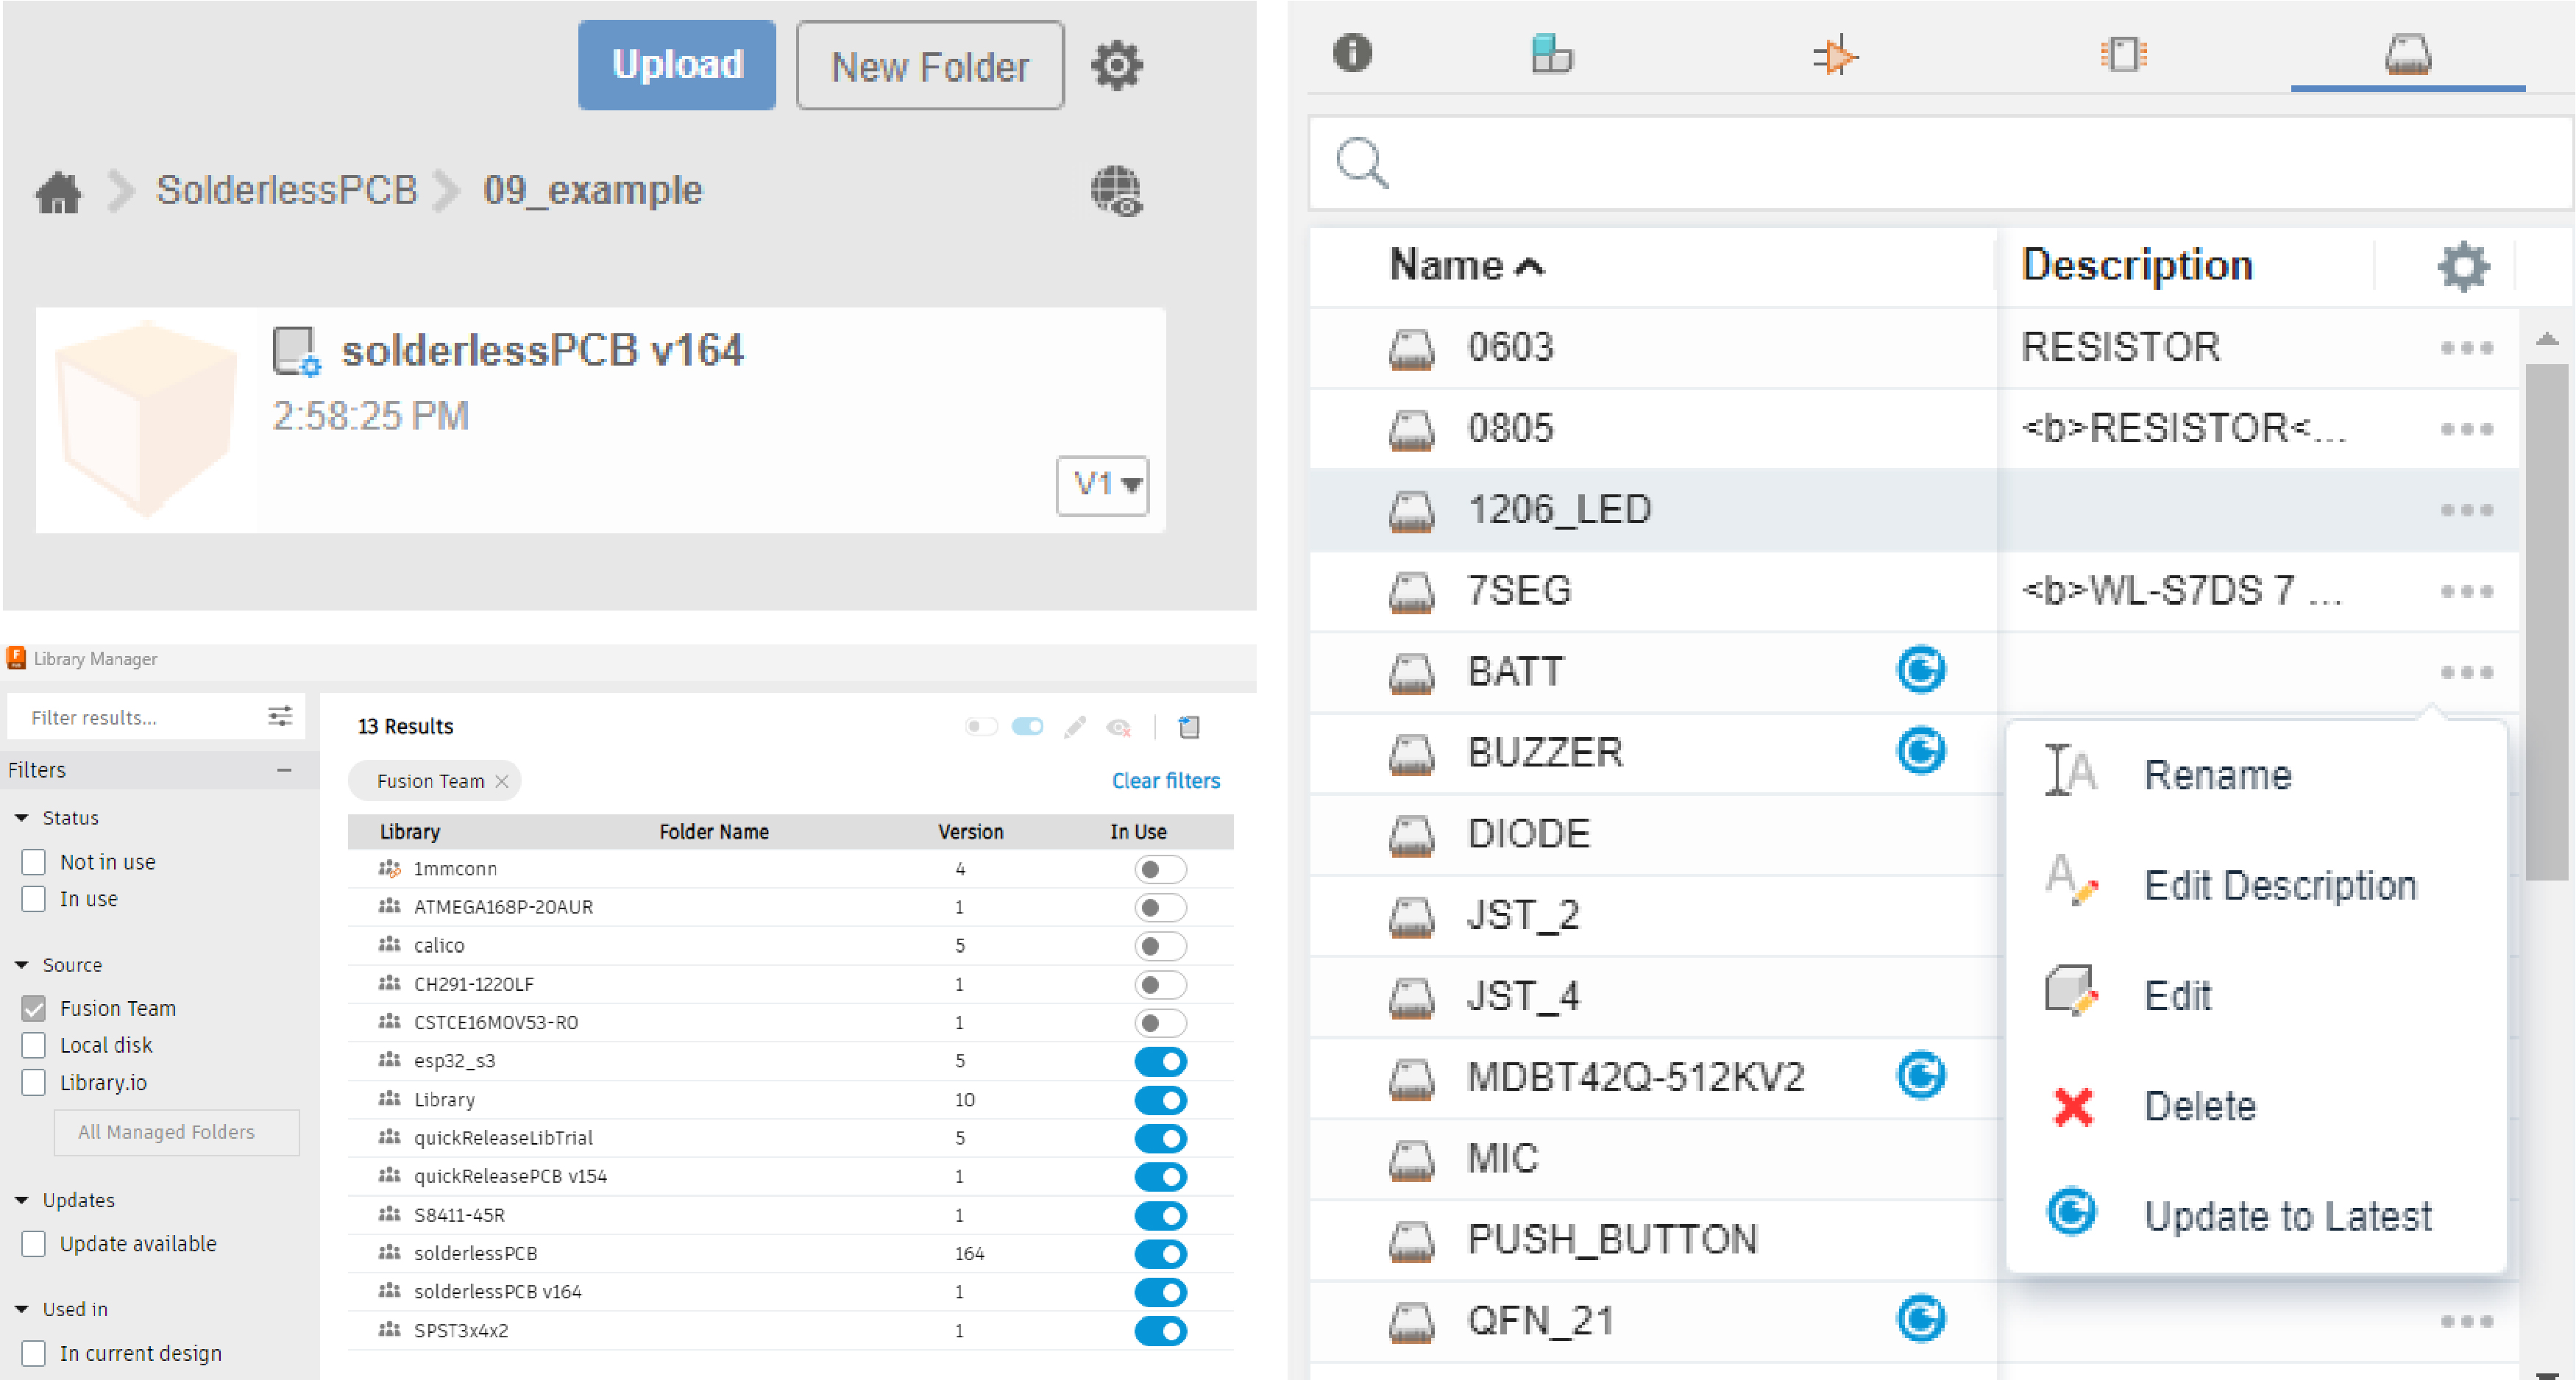 Upload New Folder
SolderlessPCB 09_example
solderlessPCB v164
2:58:25 PM
V1
Library Manager
Filter results...
Filters
Status
Not in use
In use
Source
Fusion Team
Local disk
Library.io
All Managed Folders
Updates
Update available
Used in
In current design
13 Results
Fusion Team
Clear filters
Library Folder Name Version In Use
1mmconn 4
ATMEGA168P-20AUR 1
calico 5
CH291-1220LF 1
CSTCE16M0V53-R0 1
esp32_s3 5
Library 10
quickReleaseLibTrial 5
quickReleasePCB v154 1
S8411-45R 1
solderlessPCB 164
solderlessPCB v164 1
SPST3x4x2 1
Name Description
0603 RESISTOR
0805 <b>RESISTOR<...
1206_LED
7SEG <b>WL-S7DS 7 ...
BATT
BUZZER
DIODE
JST_2
JST_4
MDBT42Q-512KV2
MIC
PUSH_BUTTON
QFN_21
Rename
Edit Description
Edit
Delete
Update to Latest